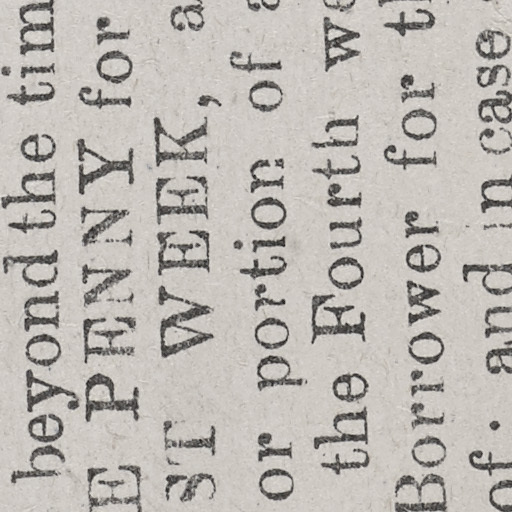 beyond the tim
E PENNY for
ST WEEK, a
or portion of a
the Fourth we
Borrower for t
of. and in case